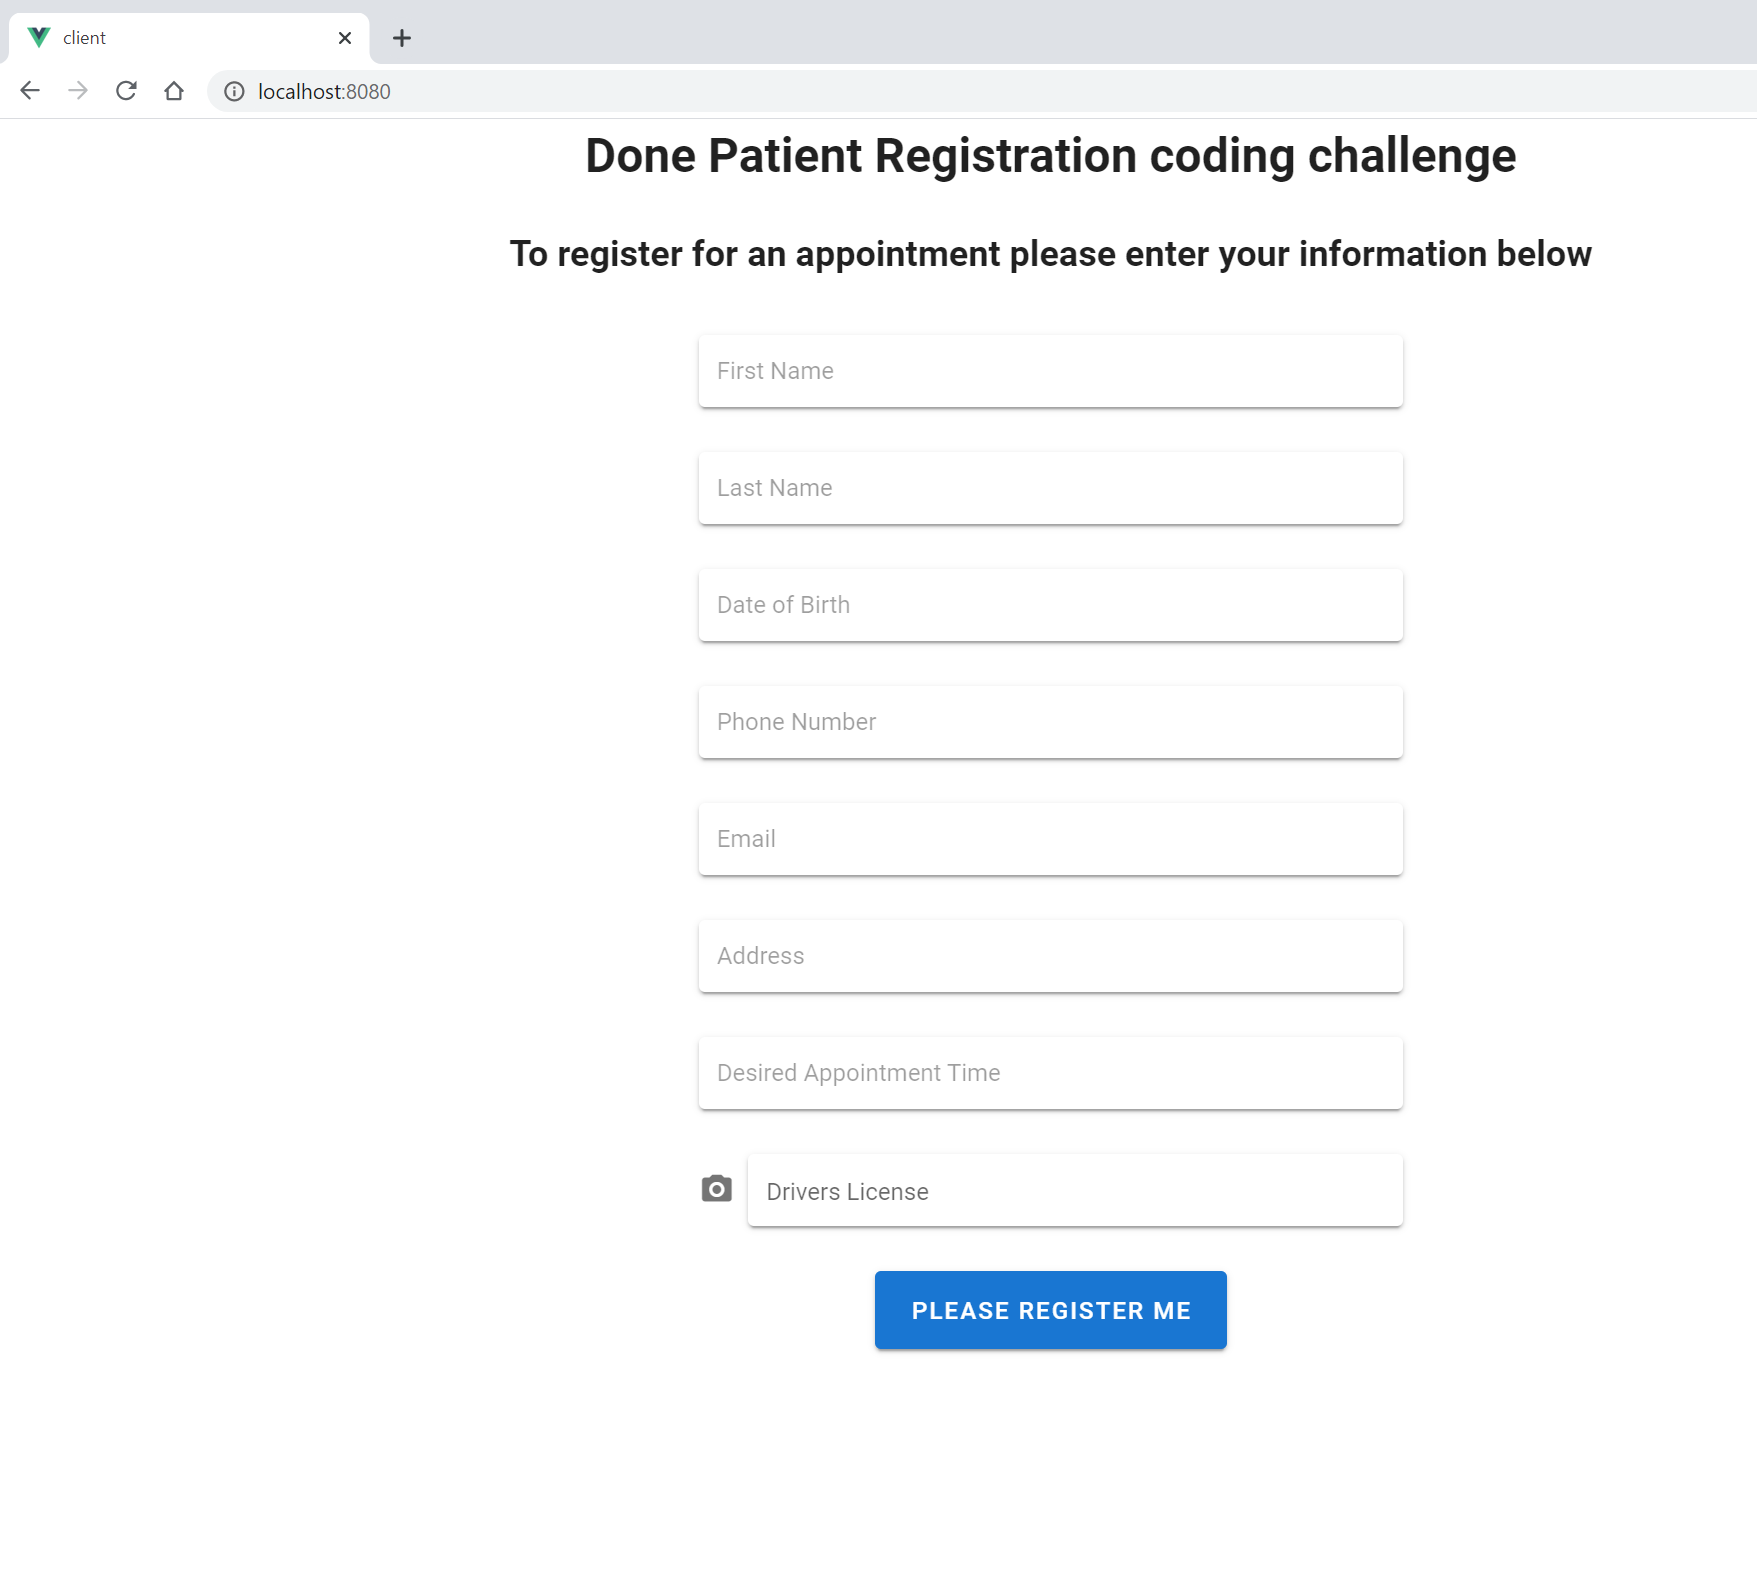 client
localhost:8080
Done Patient Registration coding challenge
To register for an appointment please enter your information below
First Name
Last Name
Date of Birth
Phone Number
Email
Address
Desired Appointment Time
Drivers License
PLEASE REGISTER ME